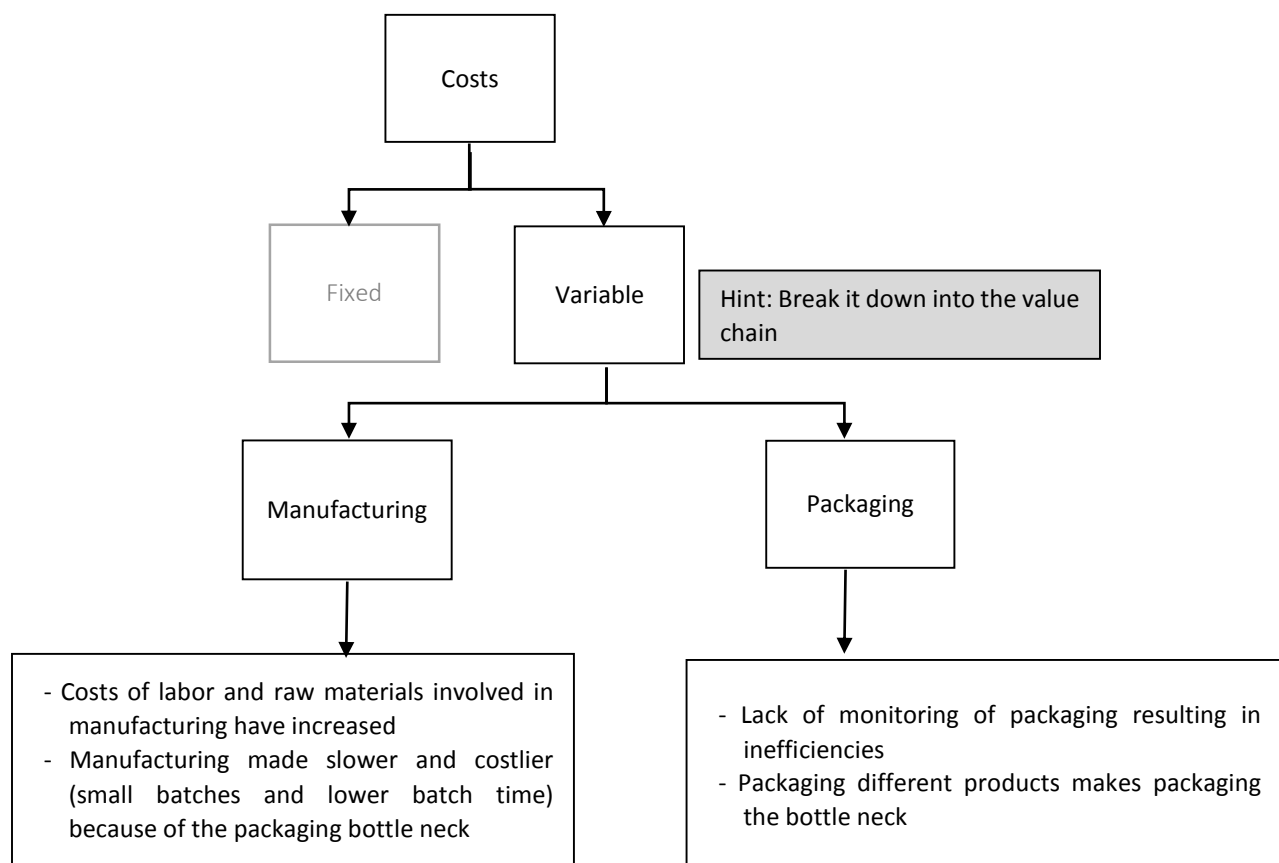 Costs
Fixed
Variable
Hint: Break it down into the value
chain
Manufacturing
Packaging
- Costs of labor and raw materials involved in
manufacturing have increased
- Manufacturing made slower and costlier
(small batches and lower batch time)
because of the packaging bottle neck
- Lack of monitoring of packaging resulting in
inefficiencies
- Packaging different products makes packaging
the bottle neck